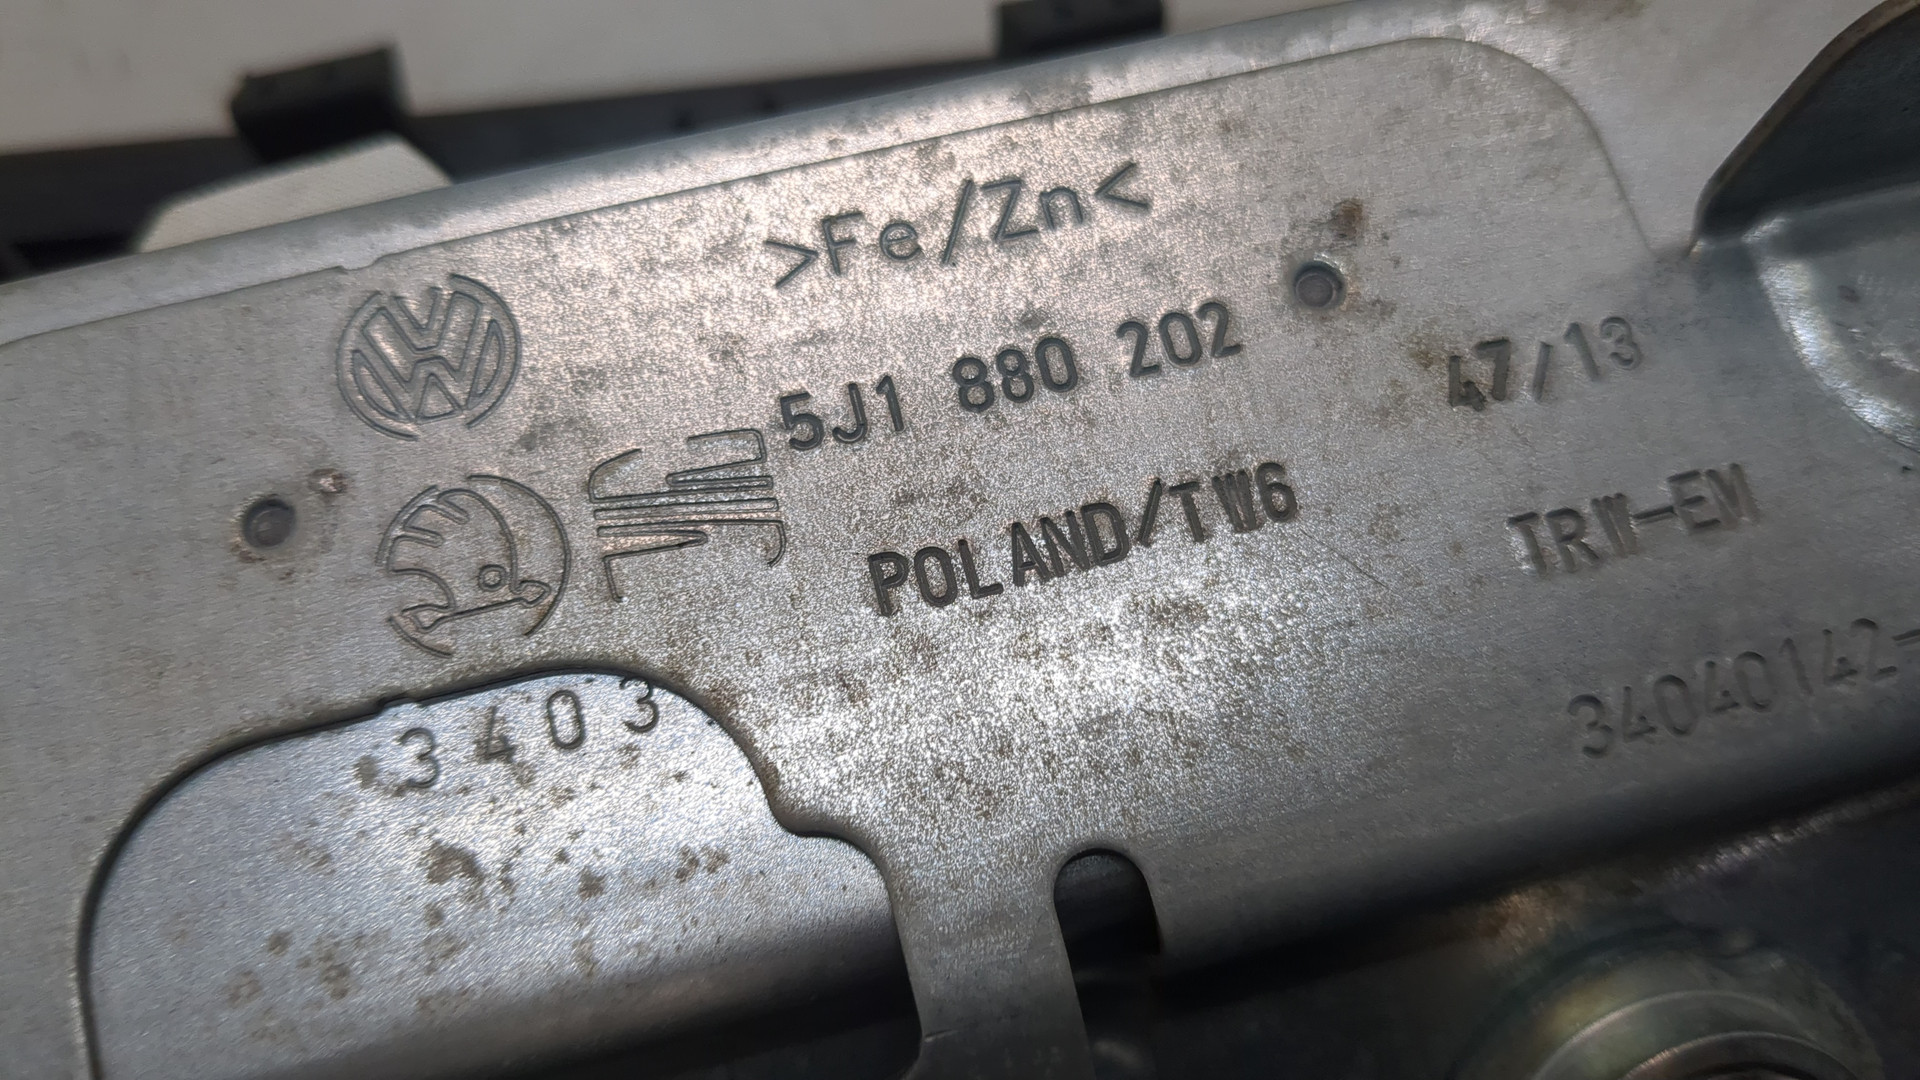 >Fe/Zn<
5J1 880 202
47/13
POLAND/TW6
TRW-EM
34040142-
3403